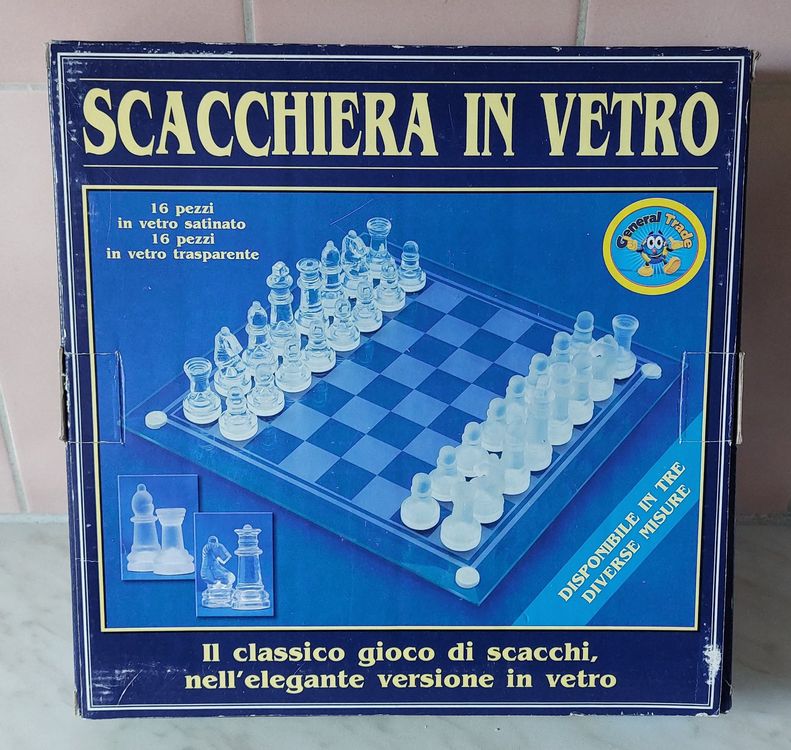 SCACCHIERA IN VETRO
16 pezzi
in vetro satinato
16 pezzi
in vetro trasparente
General Trade
DISPONIBILE IN TRE
DIVERSE MISURE
Il classico gioco di scacchi,
nell'elegante versione in vetro